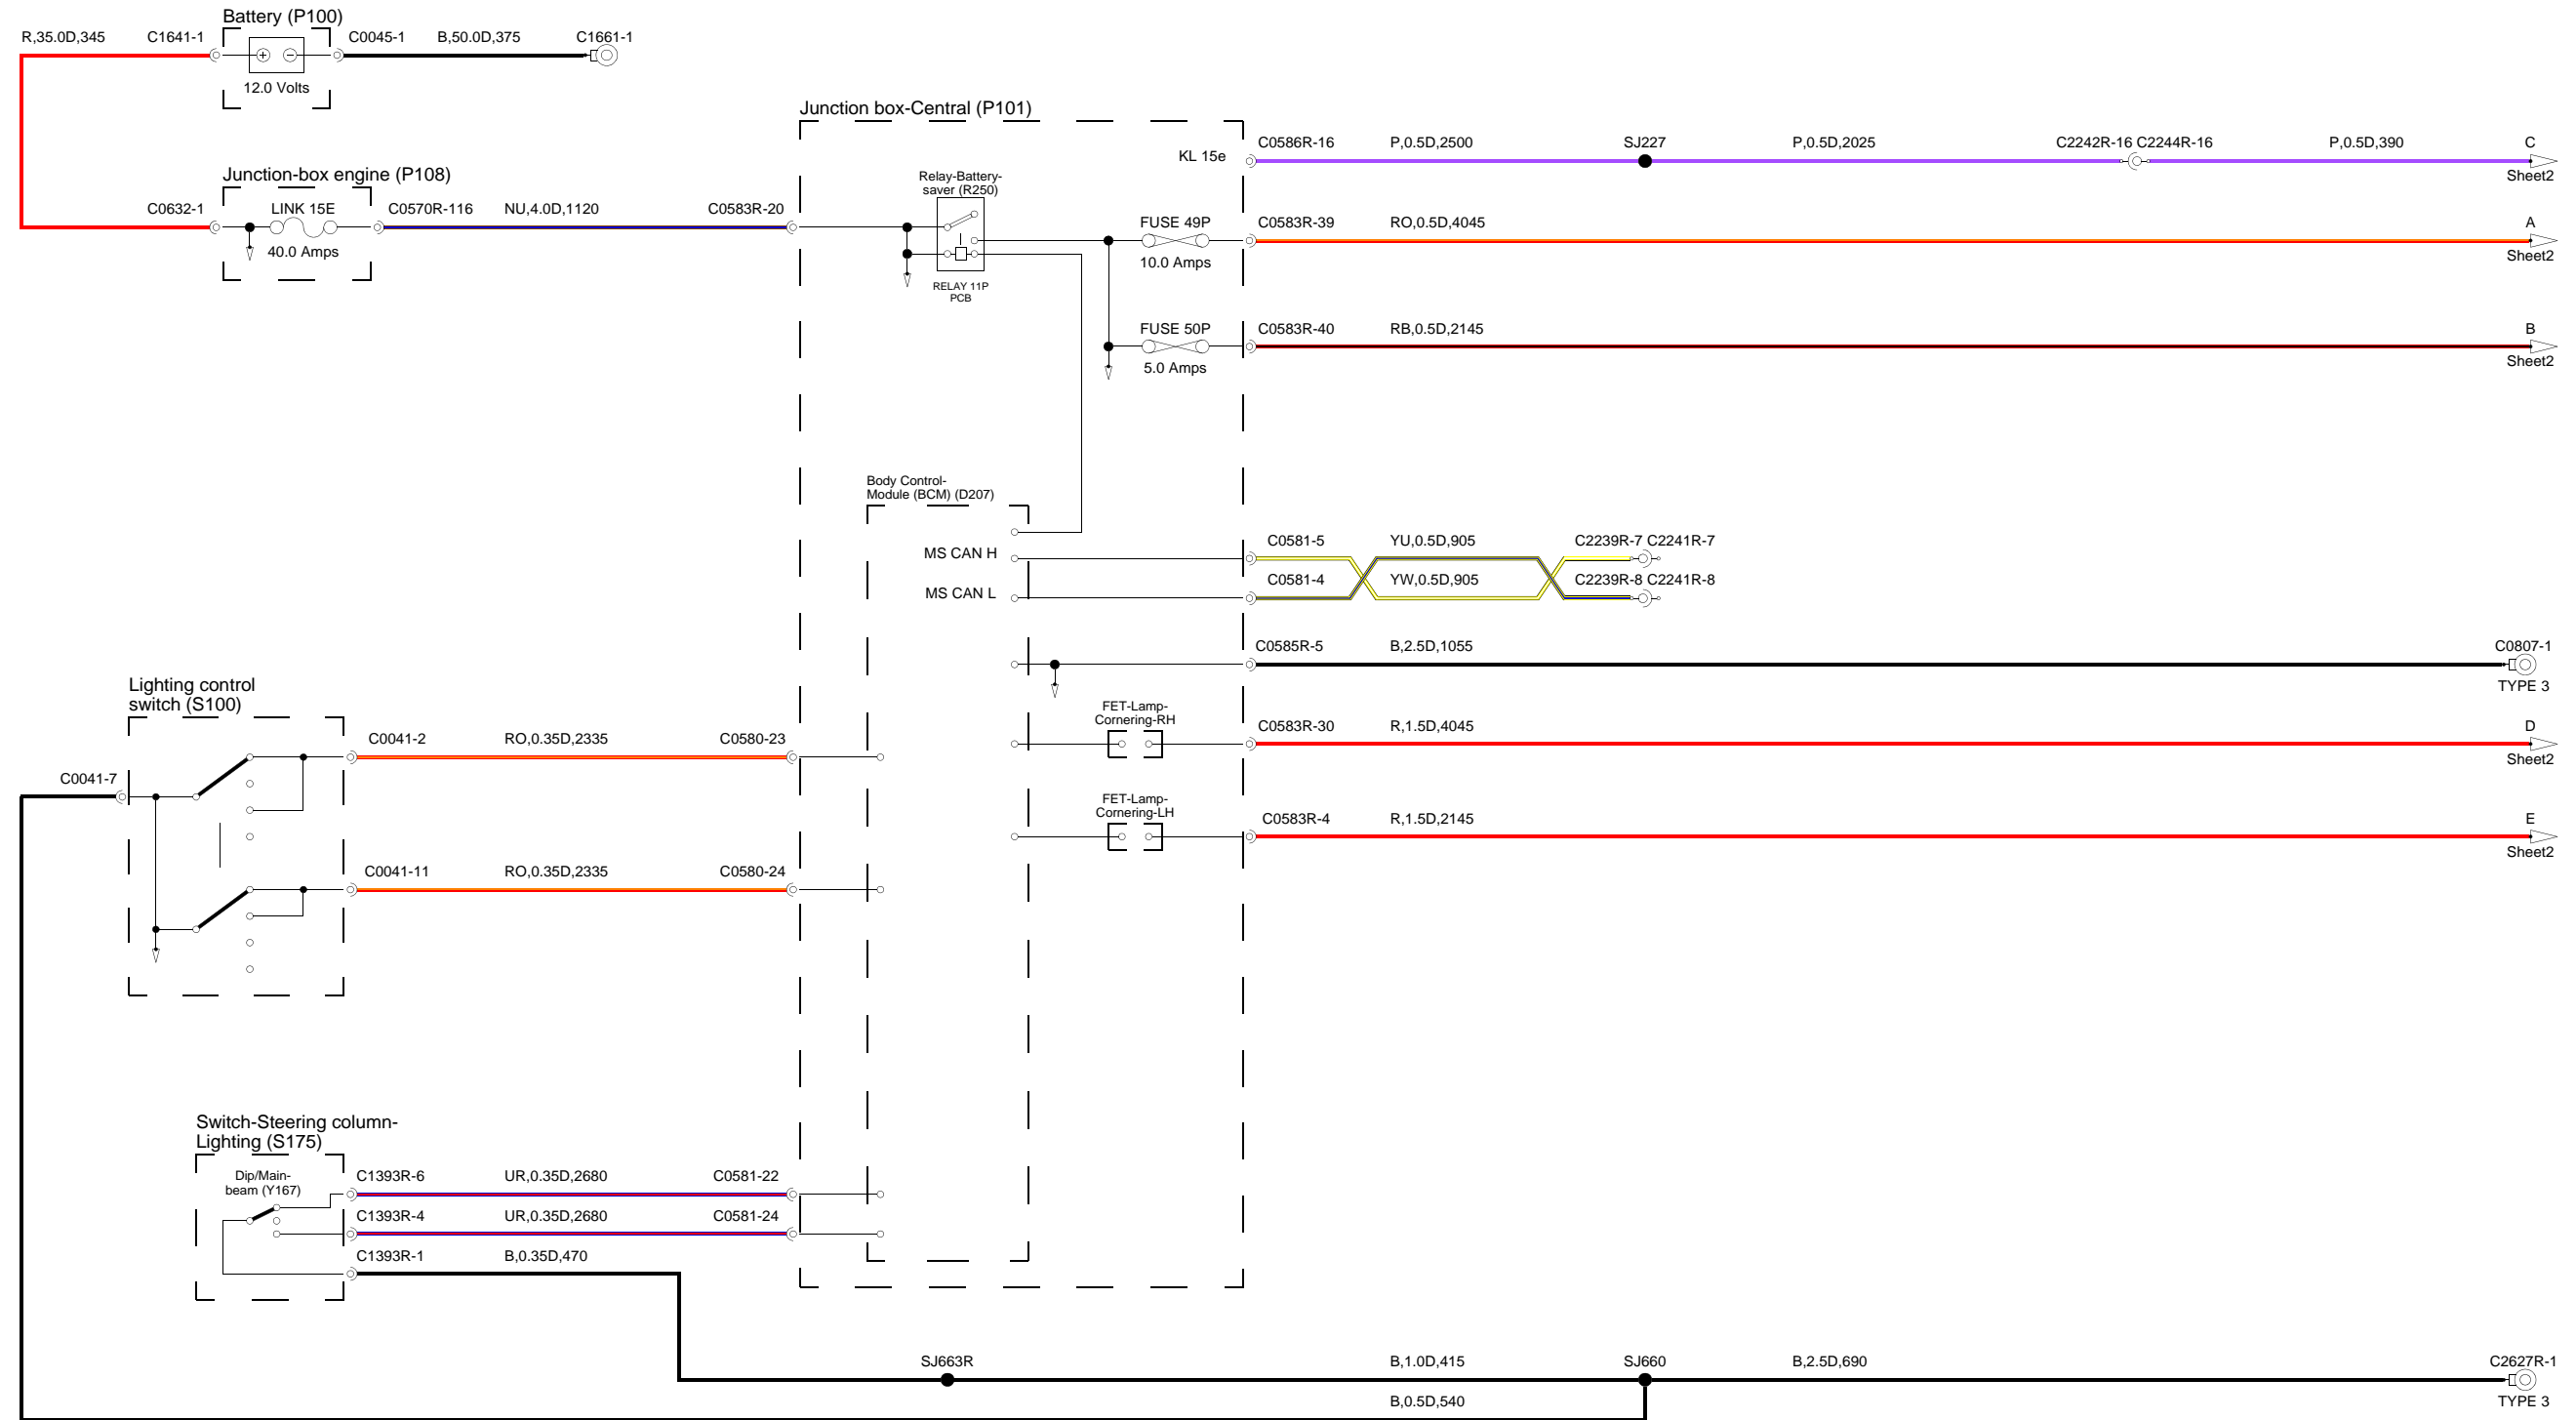 Battery (P100)
R,35.0D,345
C1641-1
C0045-1
B,50.0D,375
C1661-1
12.0 Volts
Junction box-Central (P101)
KL 15e
C0586R-16
P,0.5D,2500
SJ227
P,0.5D,2025
C2242R-16 C2244R-16
P,0.5D,390
C
Sheet2
Junction-box engine (P108)
C0632-1
LINK 15E
40.0 Amps
C0570R-116
NU,4.0D,1120
C0583R-20
Relay-Battery-
saver (R250)
RELAY 11P
PCB
FUSE 49P
10.0 Amps
C0583R-39
RO,0.5D,4045
A
Sheet2
FUSE 50P
5.0 Amps
C0583R-40
RB,0.5D,2145
B
Sheet2
Body Control-
Module (BCM) (D207)
MS CAN H
C0581-5
YU,0.5D,905
C2239R-7 C2241R-7
MS CAN L
C0581-4
YW,0.5D,905
C2239R-8 C2241R-8
C0585R-5
B,2.5D,1055
C0807-1
TYPE 3
Lighting control
switch (S100)
C0041-7
C0041-2
RO,0.35D,2335
C0580-23
FET-Lamp-
Cornering-RH
C0583R-30
R,1.5D,4045
D
Sheet2
FET-Lamp-
Cornering-LH
C0583R-4
R,1.5D,2145
E
Sheet2
C0041-11
RO,0.35D,2335
C0580-24
Switch-Steering column-
Lighting (S175)
Dip/Main-
beam (Y167)
C1393R-6
UR,0.35D,2680
C0581-22
C1393R-4
UR,0.35D,2680
C0581-24
C1393R-1
B,0.35D,470
SJ663R
B,1.0D,415
SJ660
B,2.5D,690
C2627R-1
TYPE 3
B,0.5D,540